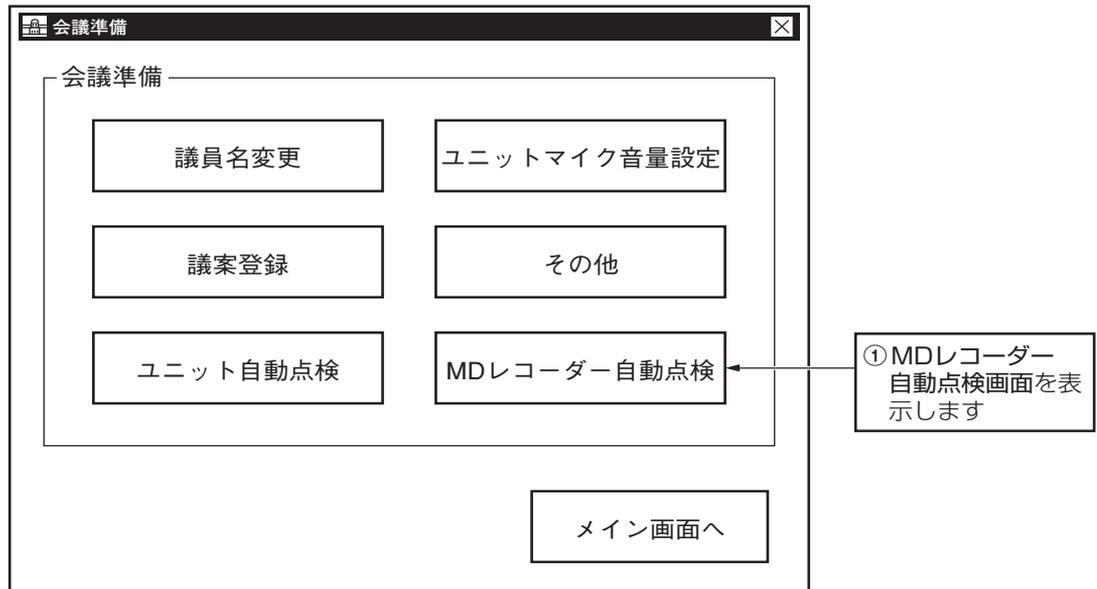 会議準備
会議準備
議員名変更
ユニットマイク音量設定
議案登録
その他
ユニット自動点検
MDレコーダー自動点検
① MDレコーダー
自動点検画面を表
示します
メイン画面へ